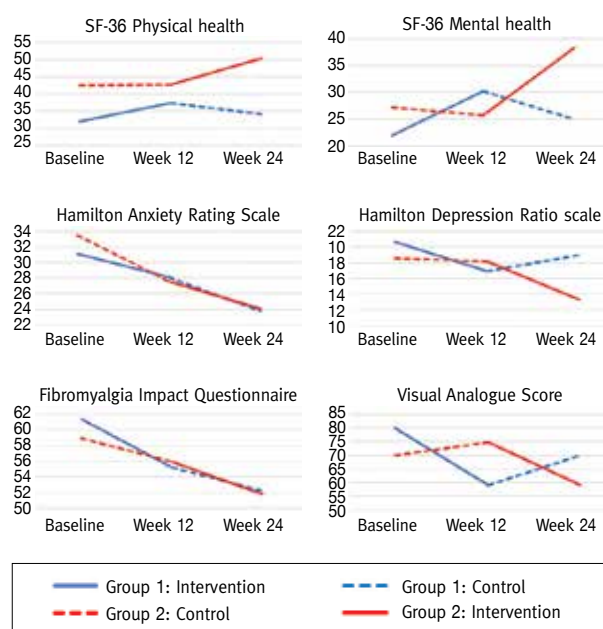 SF-36 Physical health
55
50
45
40
35
30
25
Baseline Week 12 Week 24
SF-36 Mental health
40
35
30
25
20
Baseline Week 12 Week 24
Hamilton Anxiety Rating Scale
34
32
30
28
26
24
22
Baseline Week 12 Week 24
Hamilton Depression Ratio scale
22
18
14
12
10
Baseline Week 12 Week 24
Fibromyalgia Impact Questionnaire
62
60
58
56
54
52
50
Baseline Week 12 Week 24
Visual Analogue Score
85
80
75
70
65
60
55
50
Baseline Week 12 Week 24
Group 1: Intervention Group 1: Control
Group 2: Control Group 2: Intervention